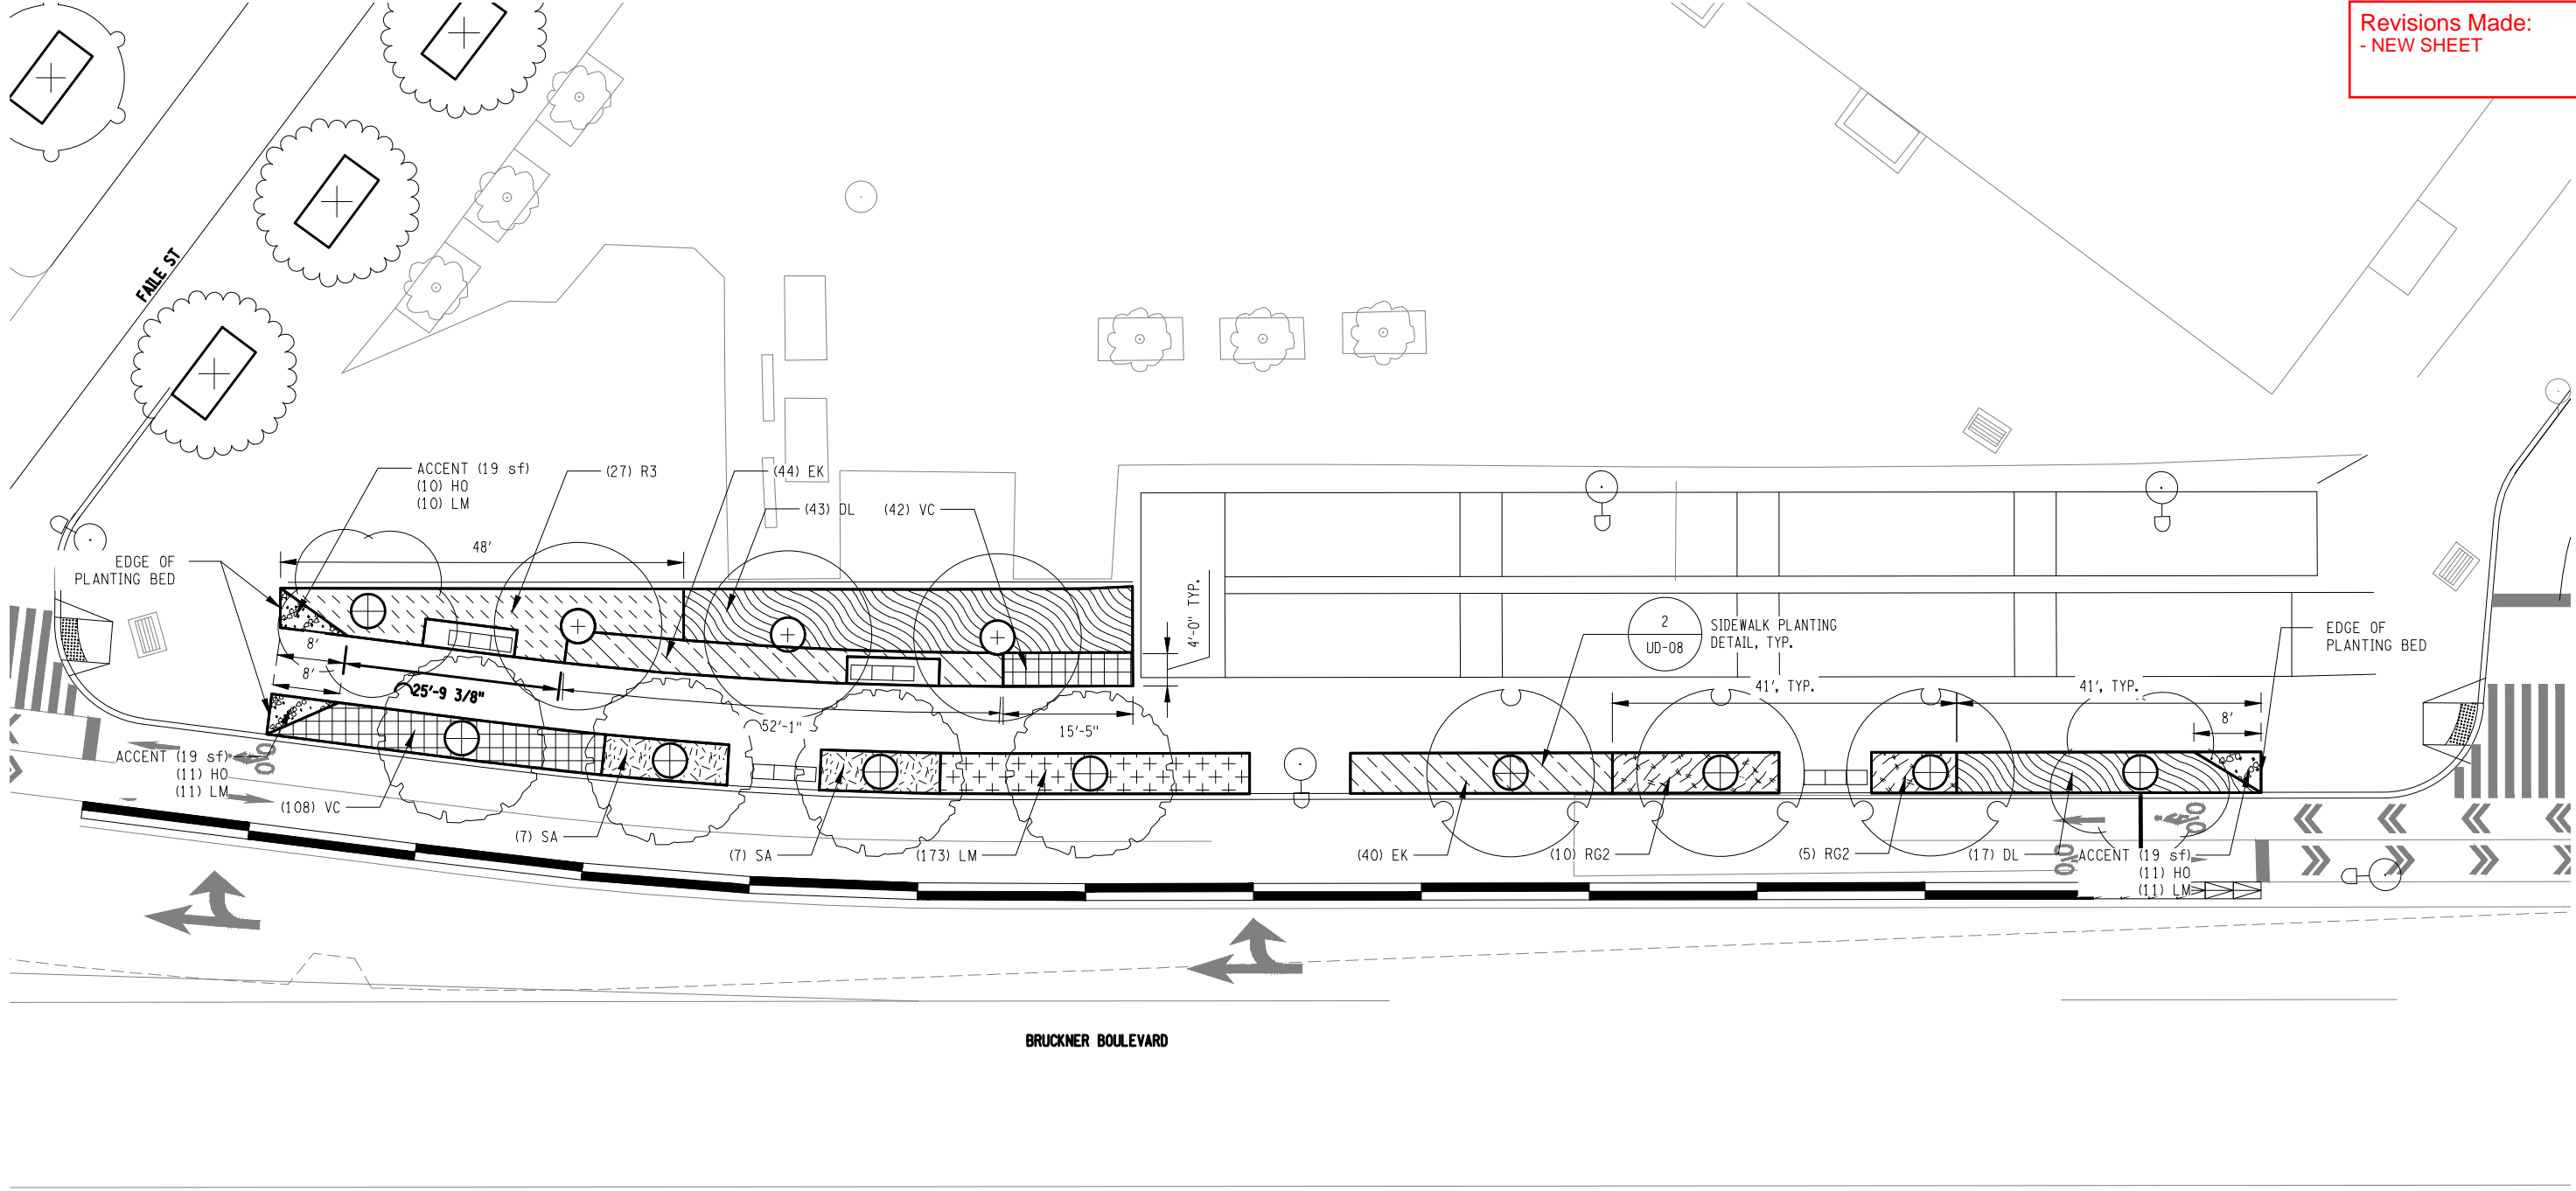 Revisions Made:
- NEW SHEET
FAILE ST
ACCENT (19 sf)
(10) HO
(10) LM
(27) R3
(44) EK
(43) DL
(42) VC
48'
EDGE OF
PLANTING BED
8'
8'
25'-9 3/8"
52'-1"
15'-5"
4'-0" TYP.
2
UD-08
SIDEWALK PLANTING
DETAIL, TYP.
41', TYP.
41', TYP.
8'
EDGE OF
PLANTING BED
ACCENT (19 sf)
(11) HO
(11) LM
(108) VC
(7) SA
(7) SA
(173) LM
(40) EK
(10) RG2
(5) RG2
(17) DL
ACCENT (19 sf)
(11) HO
(11) LM
BRUCKNER BOULEVARD